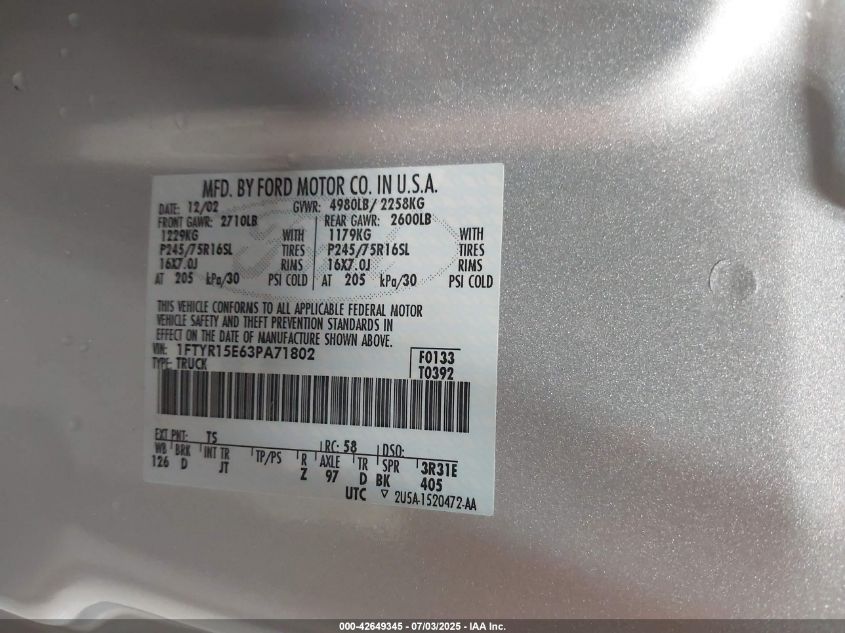 MFD. BY FORD MOTOR CO. IN U.S.A.
DATE: 12/02 GVWR: 4980LB/ 2258KG
FRONT GAWR: 2710LB REAR GAWR: 2600LB
1229KG WITH 1179KG WITH
P245/75R16SL TIRES P245/75R16SL TIRES
16X7.0J RIMS 16X7.0J RIMS
AT 205 kPa/30 PSI COLD AT 205 kPa/30 PSI COLD
THIS VEHICLE CONFORMS TO ALL APPLICABLE FEDERAL MOTOR
VEHICLE SAFETY AND THEFT PREVENTION STANDARDS IN
EFFECT ON THE DATE OF MANUFACTURE SHOWN ABOVE.
VIN: 1FTYR15E63PA71802 F0133
TYPE: TRUCK T0392
EXT PNT: TS RC: 58 DSO:
WB BRK INT TR TP/PS R AXLE TR SPR 3R31E
126 D JT Z 97 D BK 405
UTC ▽ 2U5A-1520472-AA
000-42649345 - 07/03/2025 - IAA Inc.